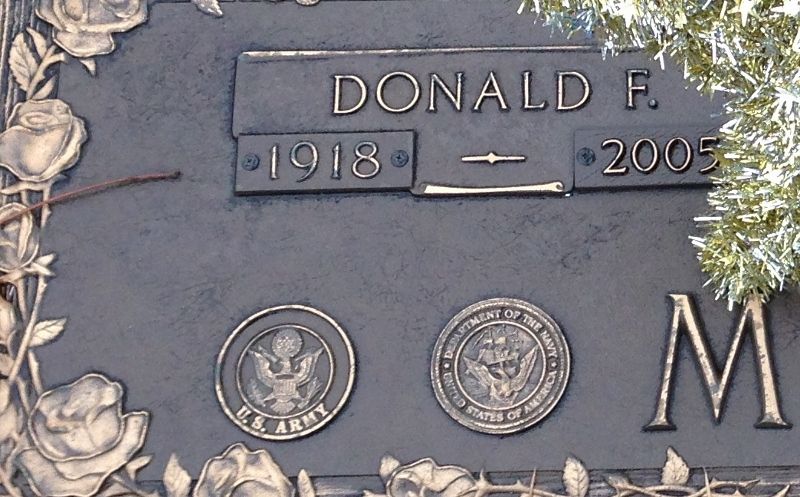 DONALD F.
1918 – 2005
U.S. ARMY
DEPARTMENT OF THE NAVY
UNITED STATES OF AMERICA
M